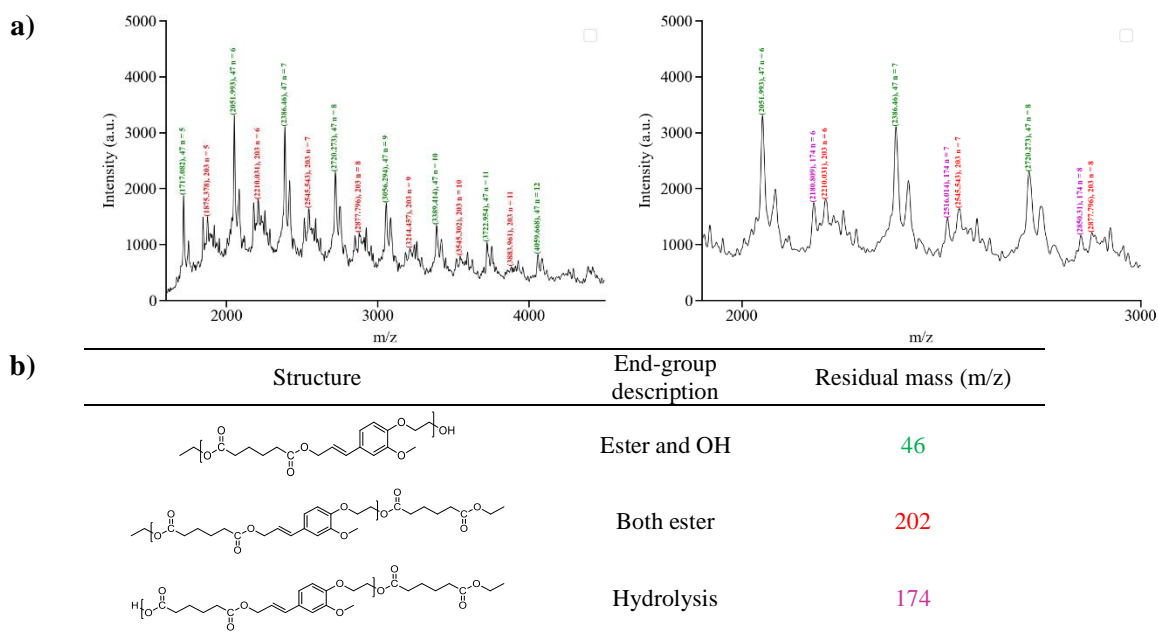 a)
5000
4000
3000
2000
1000
0
Intensity (a.u.)
(1717.082), 47 n = 5
(1875.378), 203 n = 5
(2051.993), 47 n = 6
(2210.031), 203 n = 6
(2386.46), 47 n = 7
(2545.543), 203 n = 7
(2720.273), 47 n = 8
(2877.796), 203 n = 8
(3056.294), 47 n = 9
(3214.457), 203 n = 9
(3389.414), 47 n = 10
(3545.302), 203 n = 10
(3722.954), 47 n = 11
(3883.961), 203 n = 11
(4059.668), 47 n = 12
2000
3000
4000
m/z
5000
4000
3000
2000
1000
0
Intensity (a.u.)
(2051.993), 47 n = 6
(2180.809), 174 n = 6
(2210.031), 203 n = 6
(2386.46), 47 n = 7
(2516.014), 174 n = 7
(2545.543), 203 n = 7
(2720.273), 47 n = 8
(2850.31), 174 n = 8
(2877.796), 203 n = 8
2000
3000
m/z
b)
Structure
End-group
description
Residual mass (m/z)
O
O
O
O
O
O
OH
Ester and OH
46
O
O
O
O
O
O
O
O
O
O
Both ester
202
H
O
O
O
O
O
O
O
O
O
O
Hydrolysis
174